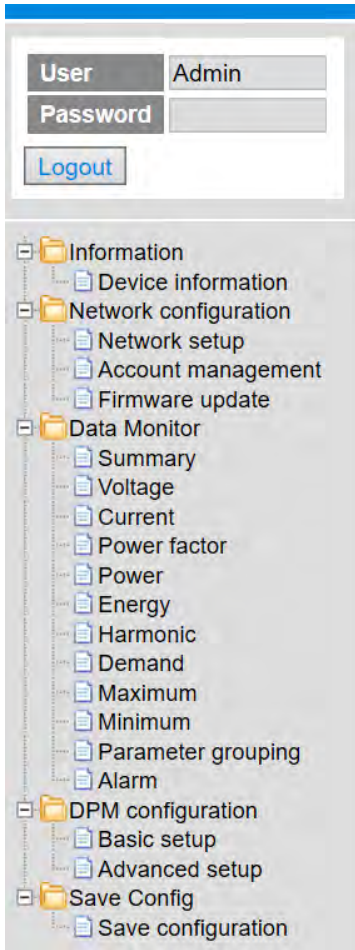 User Admin
Password
Logout
Information
Device information
Network configuration
Network setup
Account management
Firmware update
Data Monitor
Summary
Voltage
Current
Power factor
Power
Energy
Harmonic
Demand
Maximum
Minimum
Parameter grouping
Alarm
DPM configuration
Basic setup
Advanced setup
Save Config
Save configuration